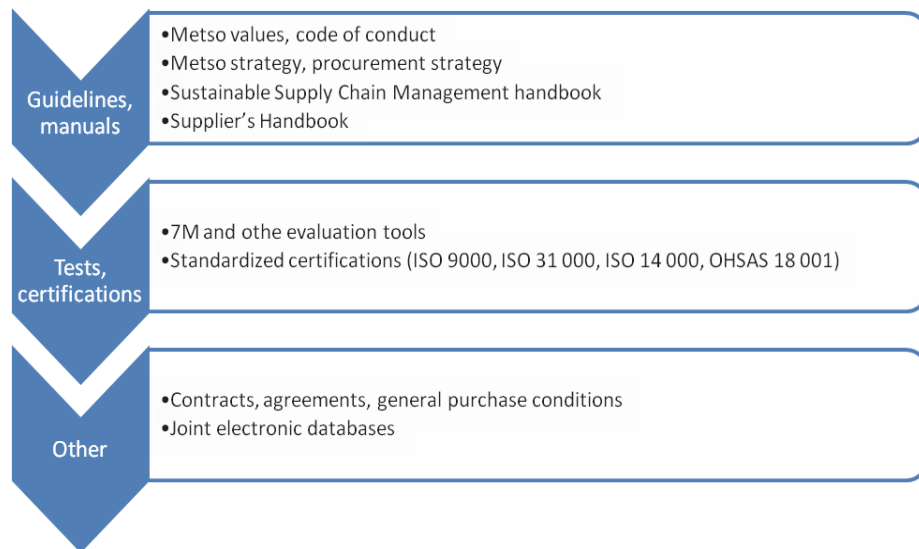 Guidelines,
manuals
•Metso values, code of conduct
•Metso strategy, procurement strategy
•Sustainable Supply Chain Management handbook
•Supplier’s Handbook
Tests,
certifications
•7M and othe evaluation tools
•Standardized certifications (ISO 9000, ISO 31 000, ISO 14 000, OHSAS 18 001)
Other
•Contracts, agreements, general purchase conditions
•Joint electronic databases